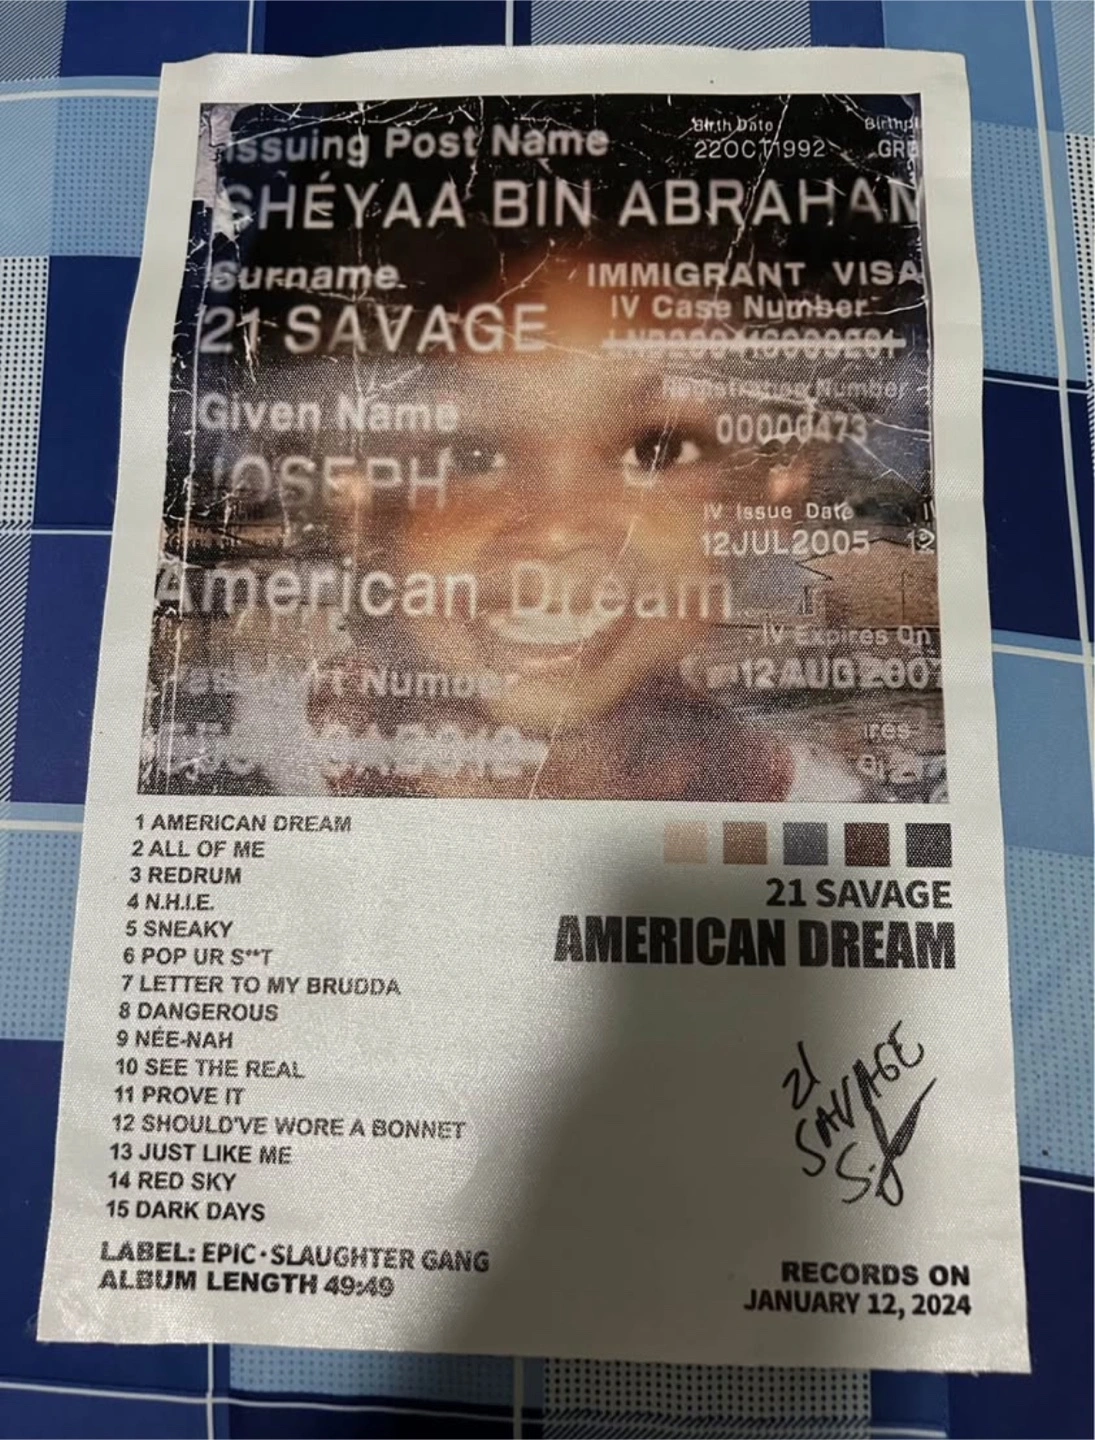 Birth Date
Issuing Post Name
22OCT1992
GRE
SHÉYAA BIN ABRAHAM
Surname
IMMIGRANT VISA
IV Case Number
21 SAVAGE
Given Name
Registration Number
00000473
JOSEPH
IV Issue Date
12JUL2005
American Dream
IV Expires On
12AUG2007
Number
1 AMERICAN DREAM
2 ALL OF ME
3 REDRUM
4 N.H.I.E.
5 SNEAKY
6 POP UR S**T
7 LETTER TO MY BRUDDA
8 DANGEROUS
9 NÉE-NAH
10 SEE THE REAL
11 PROVE IT
12 SHOULD'VE WORE A BONNET
13 JUST LIKE ME
14 RED SKY
15 DARK DAYS
LABEL: EPIC·SLAUGHTER GANG
ALBUM LENGTH 49:49
21 SAVAGE
AMERICAN DREAM
21
SAVAGE
RECORDS ON
JANUARY 12, 2024